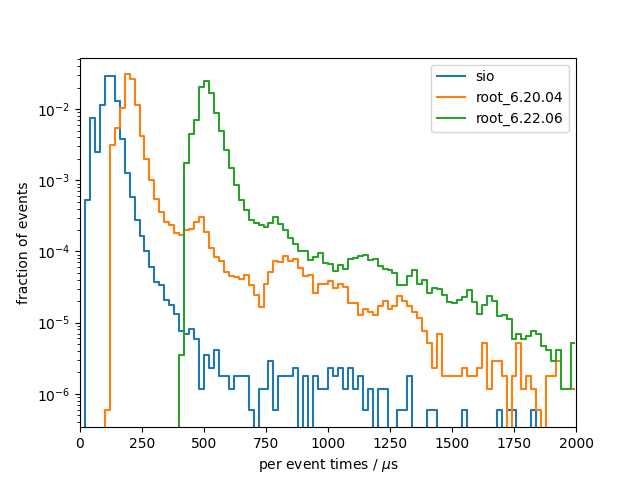 sio
root_6.20.04
root_6.22.06
fraction of events
10⁻²
10⁻³
10⁻⁴
10⁻⁵
10⁻⁶
0 250 500 750 1000 1250 1500 1750 2000
per event times / μs